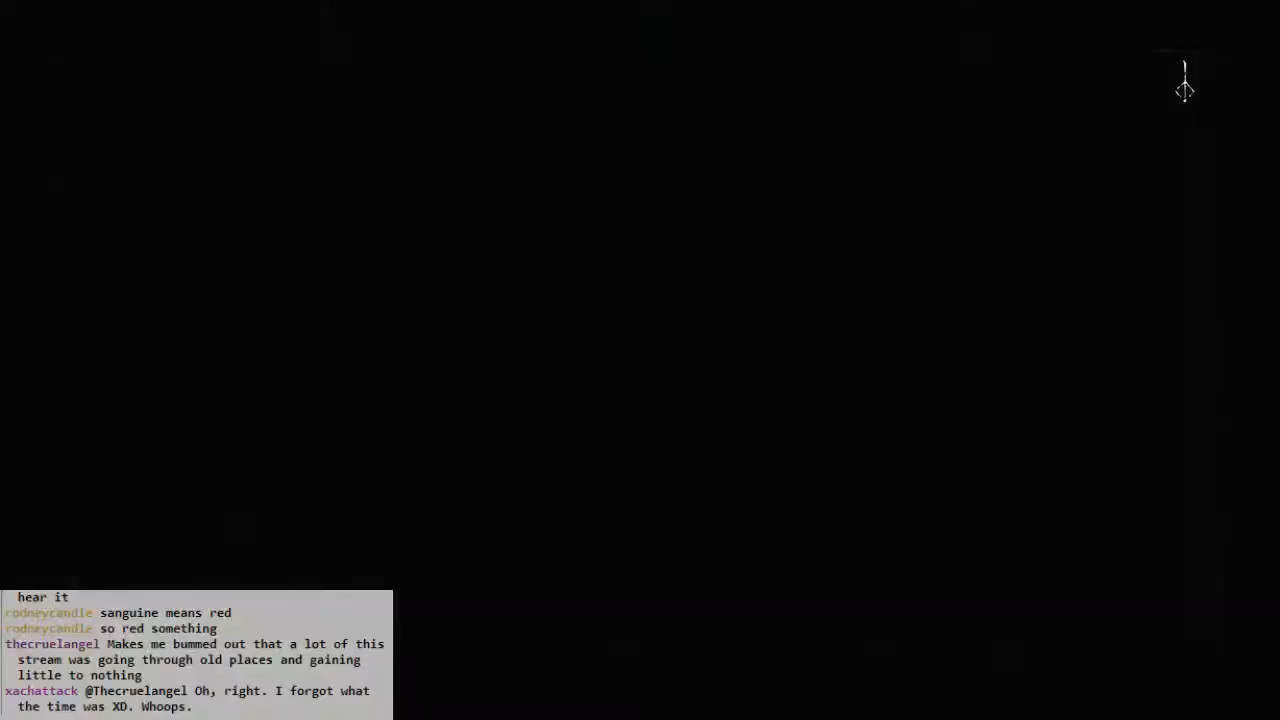 hear it
rodneycandle sanguine means red
rodneycandle so red something
thecruelangel Makes me bummed out that a lot of this
stream was going through old places and gaining
little to nothing
xachattack @Thecruelangel Oh, right. I forgot what
the time was XD. Whoops.